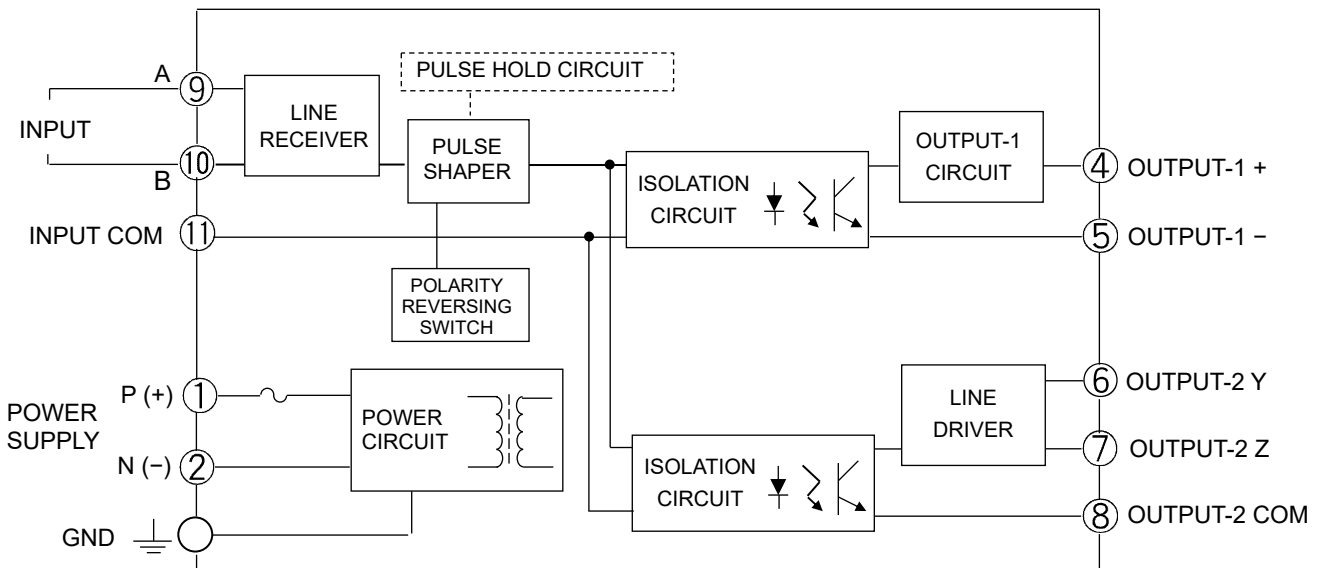 A
9
INPUT
10
B
INPUT COM
11
LINE
RECEIVER
PULSE HOLD CIRCUIT
PULSE
SHAPER
POLARITY
REVERSING
SWITCH
ISOLATION
CIRCUIT
OUTPUT-1
CIRCUIT
4
OUTPUT-1 +
5
OUTPUT-1 −
POWER
SUPPLY
P (+)
1
N (−)
2
GND
POWER
CIRCUIT
ISOLATION
CIRCUIT
LINE
DRIVER
6
OUTPUT-2 Y
7
OUTPUT-2 Z
8
OUTPUT-2 COM